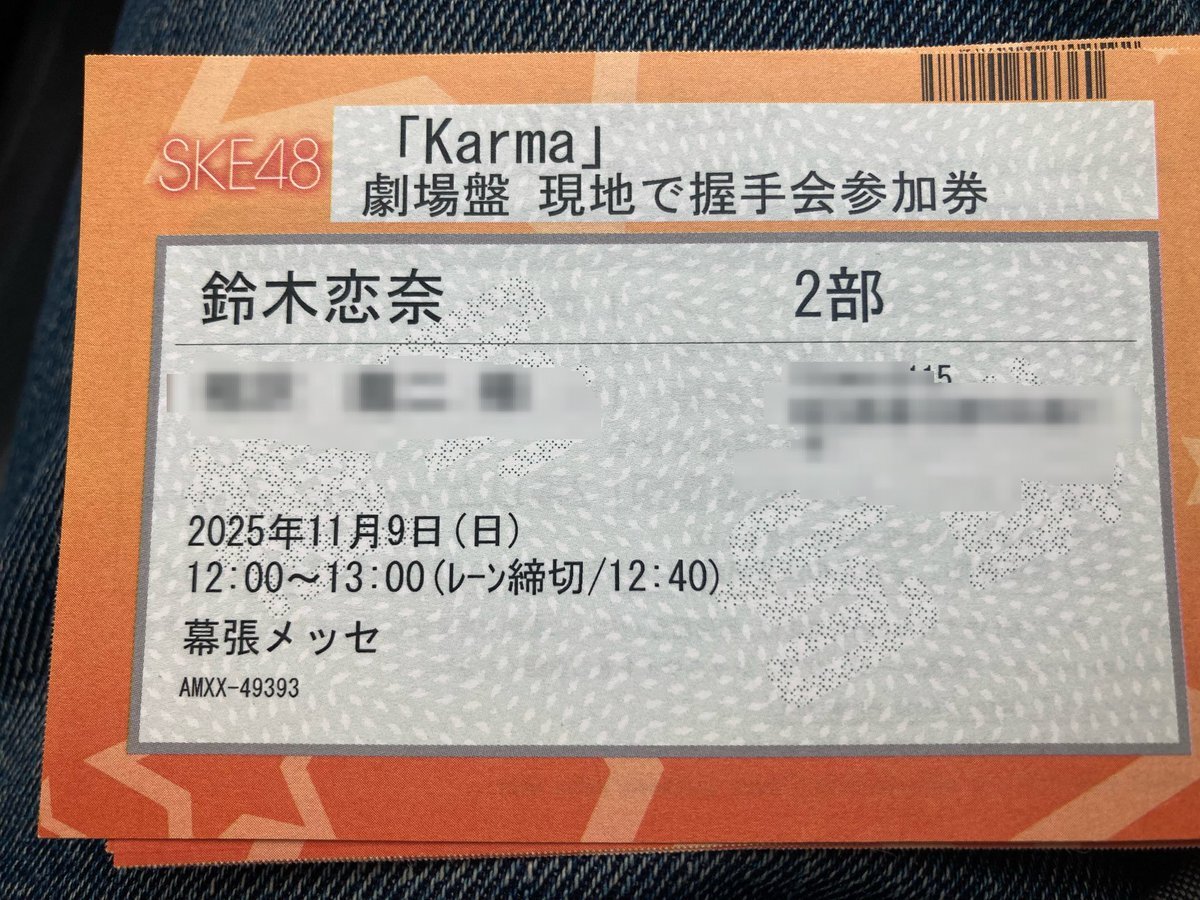 SKE48
「Karma」
劇場盤 現地で握手会参加券
鈴木恋奈 2部
2025年11月9日(日)
12:00～13:00(ﾚｰﾝ締切/12:40)
幕張メッセ
AMXX-49393